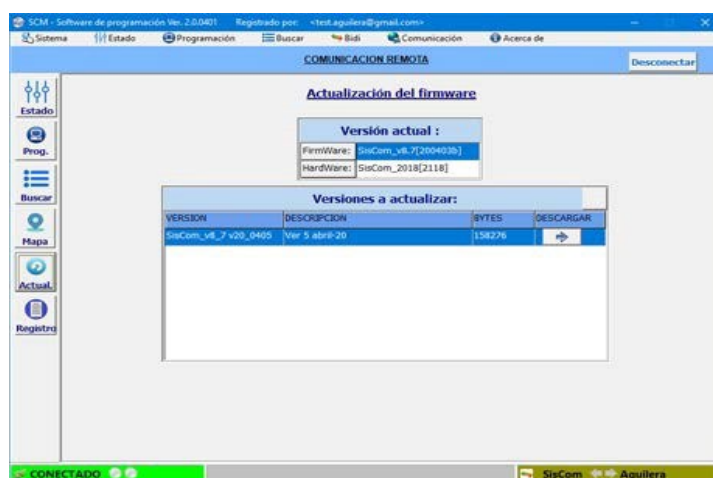 SCM - Software de programación Ver. 2.0.0401 Registrado por: <test.aguilera@gmail.com>
Sistema Estado Programación Buscar Bidi Comunicación Acerca de
COMUNICACION REMOTA
Desconectar
Actualización del firmware
Estado
Versión actual :
FirmWare: SisCom_v8.7[200403b]
Prog.
HardWare: SisCom_2018[2118]
Versiones a actualizar:
Buscar
VERSION DESCRIPCION BYTES DESCARGAR
SisCom_v8_7 v20_0405 Ver 5 abril-20 158276
Mapa
Actual.
Registro
CONECTADO SisCom Aguilera